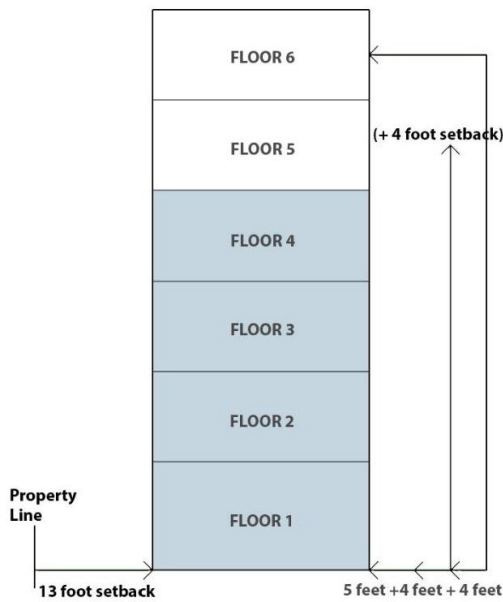 FLOOR 6
(+ 4 foot setback)
FLOOR 5
FLOOR 4
FLOOR 3
FLOOR 2
Property
Line
FLOOR 1
13 foot setback
5 feet +4 feet + 4 feet